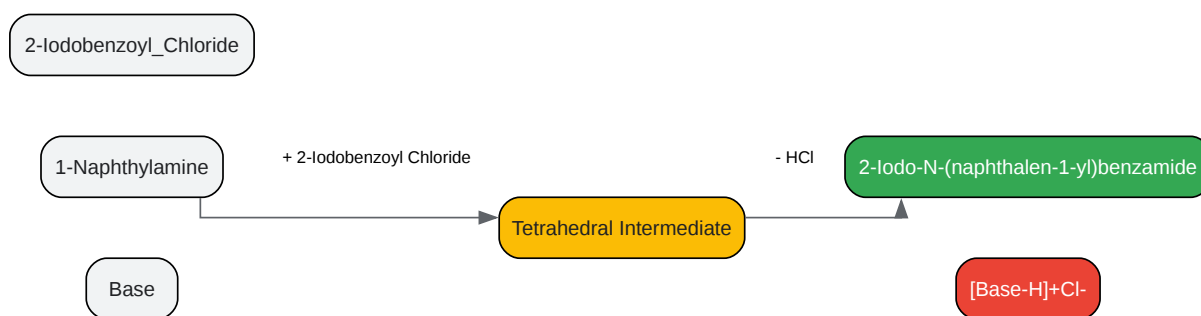 2-Iodobenzoyl_Chloride
1-Naphthylamine
+ 2-Iodobenzoyl Chloride
- HCl
2-Iodo-N-(naphthalen-1-yl)benzamide
Tetrahedral Intermediate
Base
[Base-H]+Cl-